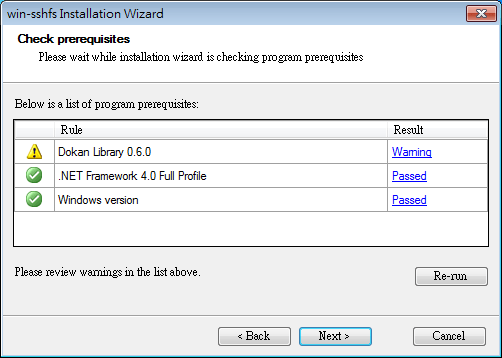 win-sshfs Installation Wizard
Check prerequisites
Please wait while installation wizard is checking program prerequisites
Below is a list of program prerequisites:
Rule Result
Dokan Library 0.6.0 Warning
.NET Framework 4.0 Full Profile Passed
Windows version Passed
Please review warnings in the list above.
Re-run
< Back Next > Cancel